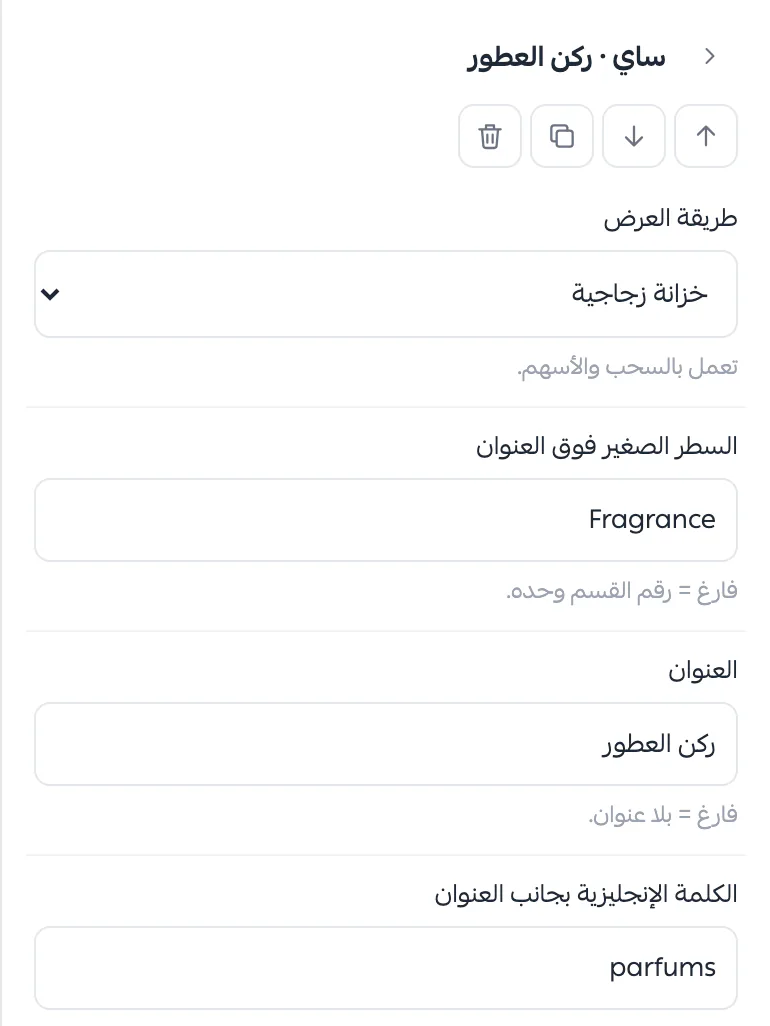 ساي · ركن العطور
طريقة العرض
خزانة زجاجية
تعمل بالسحب والأسهم.
السطر الصغير فوق العنوان
Fragrance
فارغ = رقم القسم وحده.
العنوان
ركن العطور
فارغ = بلا عنوان.
الكلمة الإنجليزية بجانب العنوان
parfums